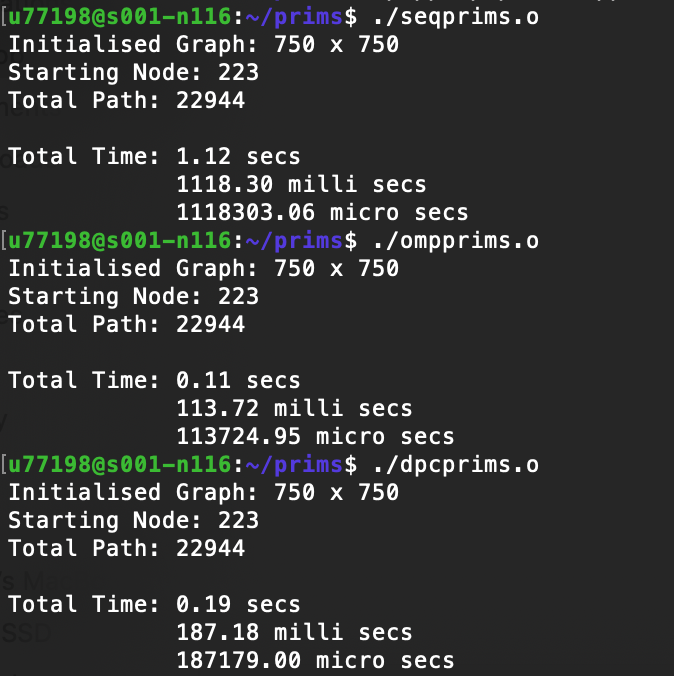 [u77198@s001-n116:~/prims$ ./seqprims.o
Initialised Graph: 750 x 750
Starting Node: 223
Total Path: 22944
Total Time: 1.12 secs
1118.30 milli secs
1118303.06 micro secs
[u77198@s001-n116:~/prims$ ./ompprims.o
Initialised Graph: 750 x 750
Starting Node: 223
Total Path: 22944
Total Time: 0.11 secs
113.72 milli secs
113724.95 micro secs
[u77198@s001-n116:~/prims$ ./dpcprims.o
Initialised Graph: 750 x 750
Starting Node: 223
Total Path: 22944
Total Time: 0.19 secs
187.18 milli secs
187179.00 micro secs